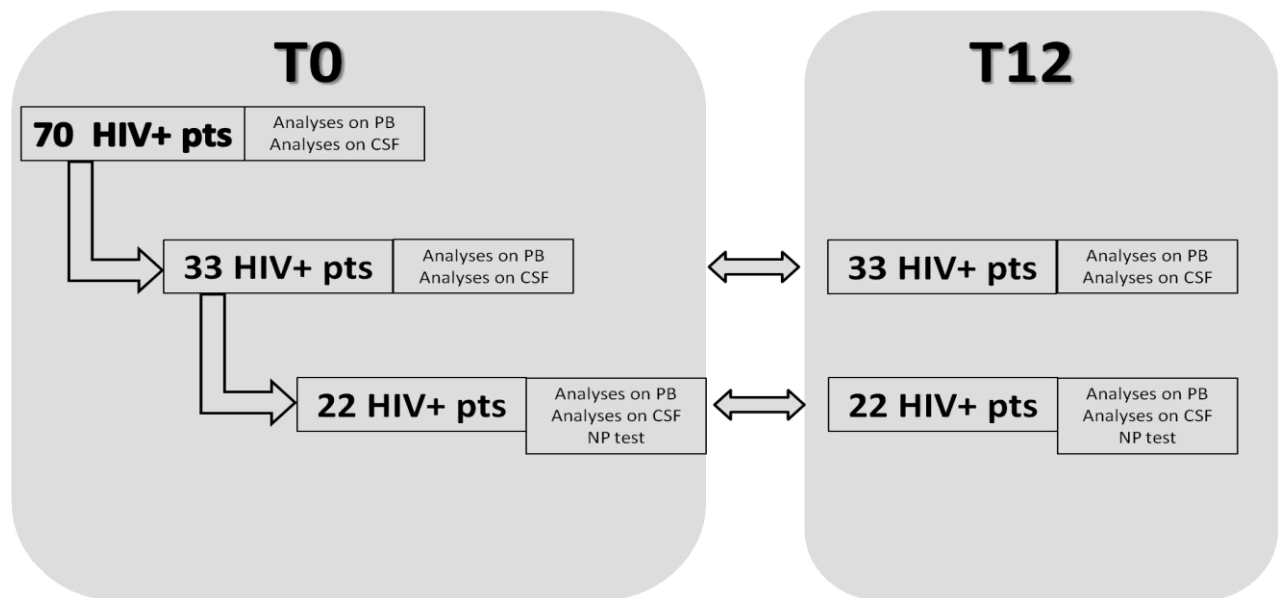 T0
T12
70 HIV+ pts
Analyses on PB
Analyses on CSF
33 HIV+ pts
Analyses on PB
Analyses on CSF
33 HIV+ pts
Analyses on PB
Analyses on CSF
22 HIV+ pts
Analyses on PB
Analyses on CSF
NP test
22 HIV+ pts
Analyses on PB
Analyses on CSF
NP test